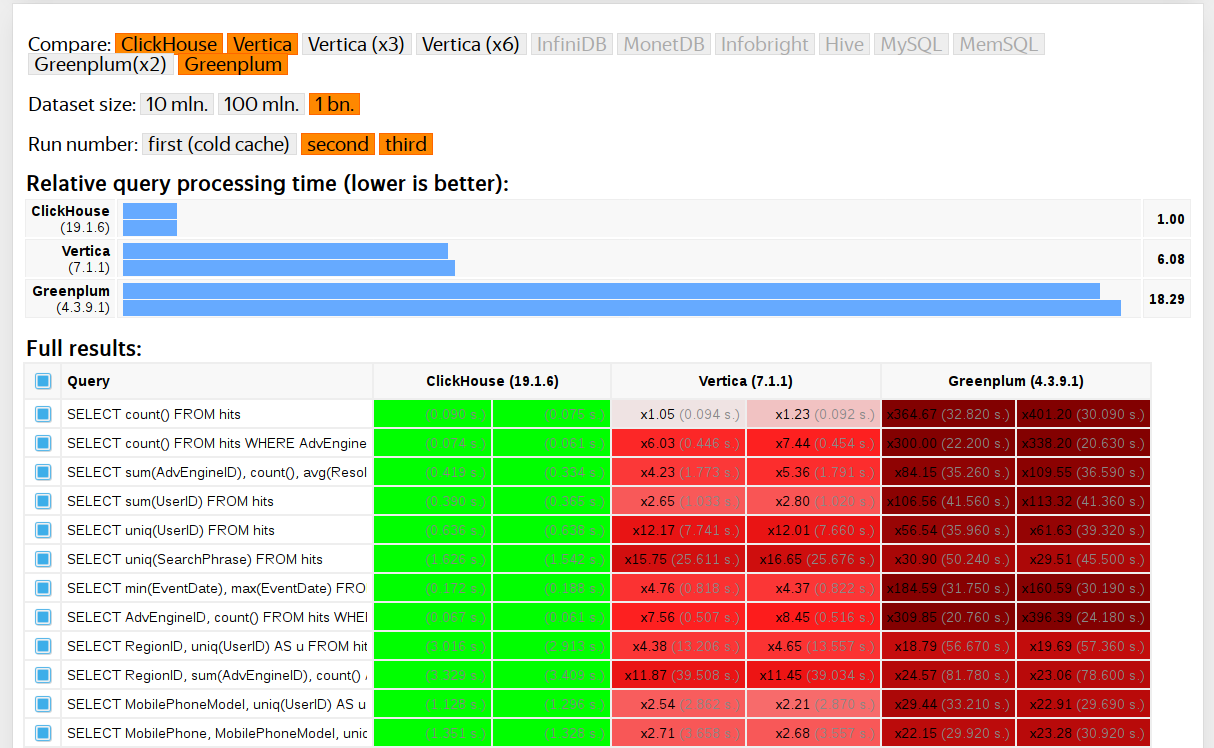 Compare: ClickHouse Vertica Vertica (x3) Vertica (x6) InfiniDB MonetDB Infobright Hive MySQL MemSQL
Greenplum(x2) Greenplum
Dataset size: 10 mln. 100 mln. 1 bn.
Run number: first (cold cache) second third
Relative query processing time (lower is better):
ClickHouse
(19.1.6)
1.00
Vertica
(7.1.1)
6.08
Greenplum
(4.3.9.1)
18.29
Full results:
Query ClickHouse (19.1.6) Vertica (7.1.1) Greenplum (4.3.9.1)
SELECT count() FROM hits (0.090 s.) (0.075 s.) x1.05 (0.094 s.) x1.23 (0.092 s.) x364.67 (32.820 s.) x401.20 (30.090 s.)
SELECT count() FROM hits WHERE AdvEngine (0.074 s.) (0.061 s.) x6.03 (0.446 s.) x7.44 (0.454 s.) x300.00 (22.200 s.) x338.20 (20.630 s.)
SELECT sum(AdvEngineID), count(), avg(Resol (0.419 s.) (0.334 s.) x4.23 (1.773 s.) x5.36 (1.791 s.) x84.15 (35.260 s.) x109.55 (36.590 s.)
SELECT sum(UserID) FROM hits (0.390 s.) (0.365 s.) x2.65 (1.033 s.) x2.80 (1.020 s.) x106.56 (41.560 s.) x113.32 (41.360 s.)
SELECT uniq(UserID) FROM hits (0.636 s.) (0.638 s.) x12.17 (7.741 s.) x12.01 (7.660 s.) x56.54 (35.960 s.) x61.63 (39.320 s.)
SELECT uniq(SearchPhrase) FROM hits (1.626 s.) (1.542 s.) x15.75 (25.611 s.) x16.65 (25.676 s.) x30.90 (50.240 s.) x29.51 (45.500 s.)
SELECT min(EventDate), max(EventDate) FRO (0.172 s.) (0.188 s.) x4.76 (0.818 s.) x4.37 (0.822 s.) x184.59 (31.750 s.) x160.59 (30.190 s.)
SELECT AdvEngineID, count() FROM hits WHE (0.067 s.) (0.061 s.) x7.56 (0.507 s.) x8.45 (0.516 s.) x309.85 (20.760 s.) x396.39 (24.180 s.)
SELECT RegionID, uniq(UserID) AS u FROM hit (3.016 s.) (2.913 s.) x4.38 (13.206 s.) x4.65 (13.557 s.) x18.79 (56.670 s.) x19.69 (57.360 s.)
SELECT RegionID, sum(AdvEngineID), count() (3.329 s.) (3.409 s.) x11.87 (39.508 s.) x11.45 (39.034 s.) x24.57 (81.780 s.) x23.06 (78.600 s.)
SELECT MobilePhoneModel, uniq(UserID) AS u (1.128 s.) (1.296 s.) x2.54 (2.862 s.) x2.21 (2.870 s.) x29.44 (33.210 s.) x22.91 (29.690 s.)
SELECT MobilePhone, MobilePhoneModel, uniq (1.351 s.) (1.328 s.) x2.71 (3.658 s.) x2.68 (3.557 s.) x22.15 (29.920 s.) x23.28 (30.920 s.)